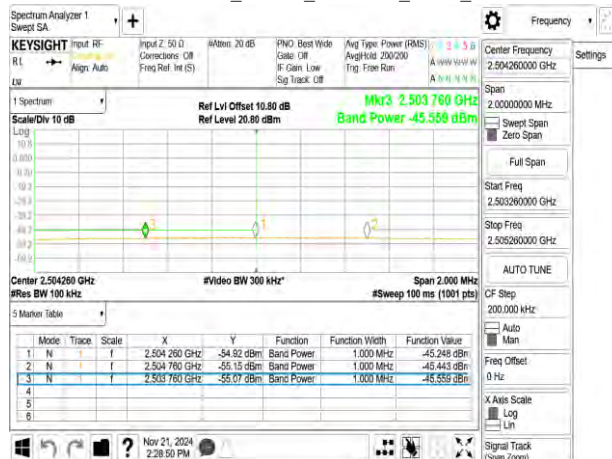 Spectrum Analyzer 1
Swept SA
+
Frequency
Settings
KEYSIGHT Input: RF
Input Z: 50 Ω
#Atten: 20 dB
PNO: Best Wide
Avg Type: Power (RMS)
RL
Align: Auto
Corrections: Off
Freq Ref: Int (S)
Gate: Off
IF Gain: Low
Sig Track: Off
Avg|Hold: 200/200
Trig: Free Run
1 Spectrum
Scale/Div 10 dB
Log
Ref Lvl Offset 10.80 dB
Ref Level 20.80 dBm
Mkr3 2.503 760 GHz
Band Power -45.559 dBm
3
1
2
Center 2.504260 GHz
#Res BW 100 kHz
#Video BW 300 kHz*
Span 2.000 MHz
#Sweep 100 ms (1001 pts)
5 Marker Table
Mode Trace Scale X Y Function Function Width Function Value
1 N 1 f 2.504 260 GHz -54.92 dBm Band Power 1.000 MHz -45.248 dBm
2 N 1 f 2.504 760 GHz -55.15 dBm Band Power 1.000 MHz -45.443 dBm
3 N 1 f 2.503 760 GHz -55.07 dBm Band Power 1.000 MHz -45.559 dBm
4
5
6
Nov 21, 2024
2:28:50 PM
Center Frequency
2.504260000 GHz
Span
2.00000000 MHz
Swept Span
Zero Span
Full Span
Start Freq
2.503260000 GHz
Stop Freq
2.505260000 GHz
AUTO TUNE
CF Step
200.000 kHz
Auto
Man
Freq Offset
0 Hz
X Axis Scale
Log
Lin
Signal Track
(Span Zoom)